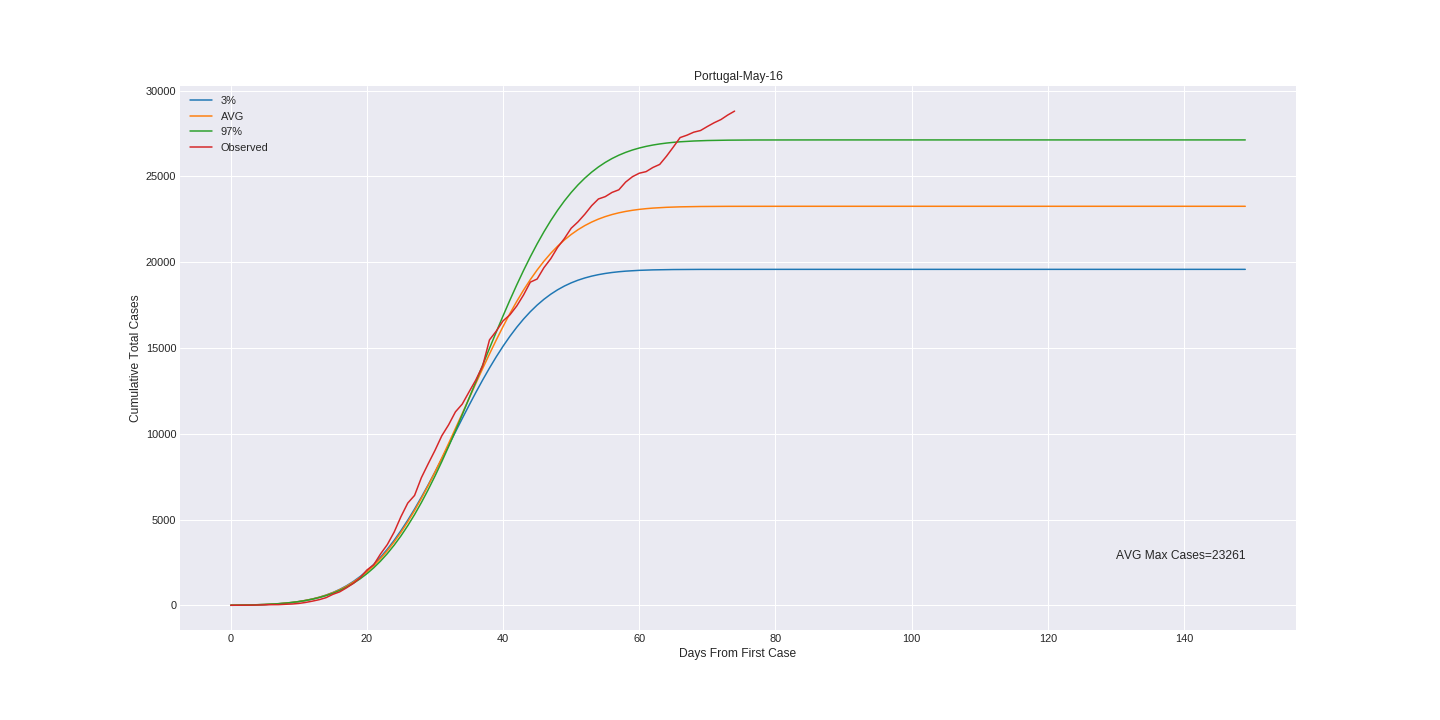 Portugal-May-16
3%
AVG
97%
Observed
30000
25000
20000
15000
10000
5000
0
Cumulative Total Cases
AVG Max Cases=23261
0 20 40 60 80 100 120 140
Days From First Case